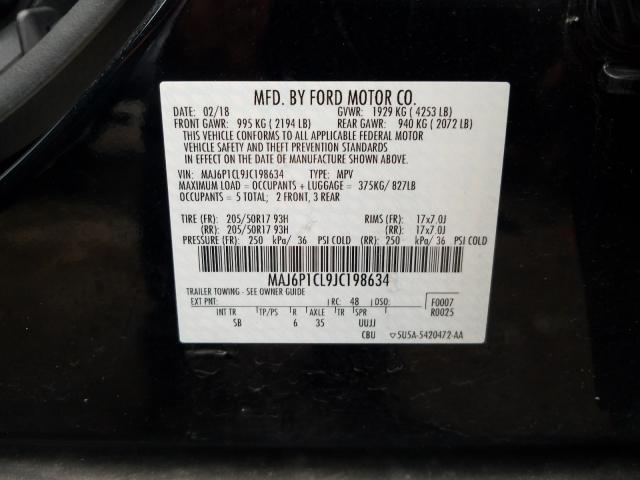 MFD. BY FORD MOTOR CO.
DATE: 02/18 GVWR: 1929 KG ( 4253 LB)
FRONT GAWR: 995 KG ( 2194 LB) REAR GAWR: 940 KG ( 2072 LB)
THIS VEHICLE CONFORMS TO ALL APPLICABLE FEDERAL MOTOR
VEHICLE SAFETY AND THEFT PREVENTION STANDARDS
IN EFFECT ON THE DATE OF MANUFACTURE SHOWN ABOVE.
VIN: MAJ6P1CL9JC198634 TYPE: MPV
MAXIMUM LOAD = OCCUPANTS + LUGGAGE = 375KG/ 827LB
OCCUPANTS = 5 TOTAL; 2 FRONT, 3 REAR
TIRE (FR): 205/50R17 93H RIMS (FR): 17x7.0J
(RR): 205/50R17 93H (RR): 17x7.0J
PRESSURE (FR): 250 kPa/ 36 PSI COLD (RR): 250 kPa/ 36 PSI COLD
MAJ6P1CL9JC198634
TRAILER TOWING - SEE OWNER GUIDE
EXT PNT: RC: 48 DSO: F0007
R0025
INT TR TP/PS R AXLE TR SPR
SB 6 35 UUJJ
CBU ▽5U5A-5420472-AA